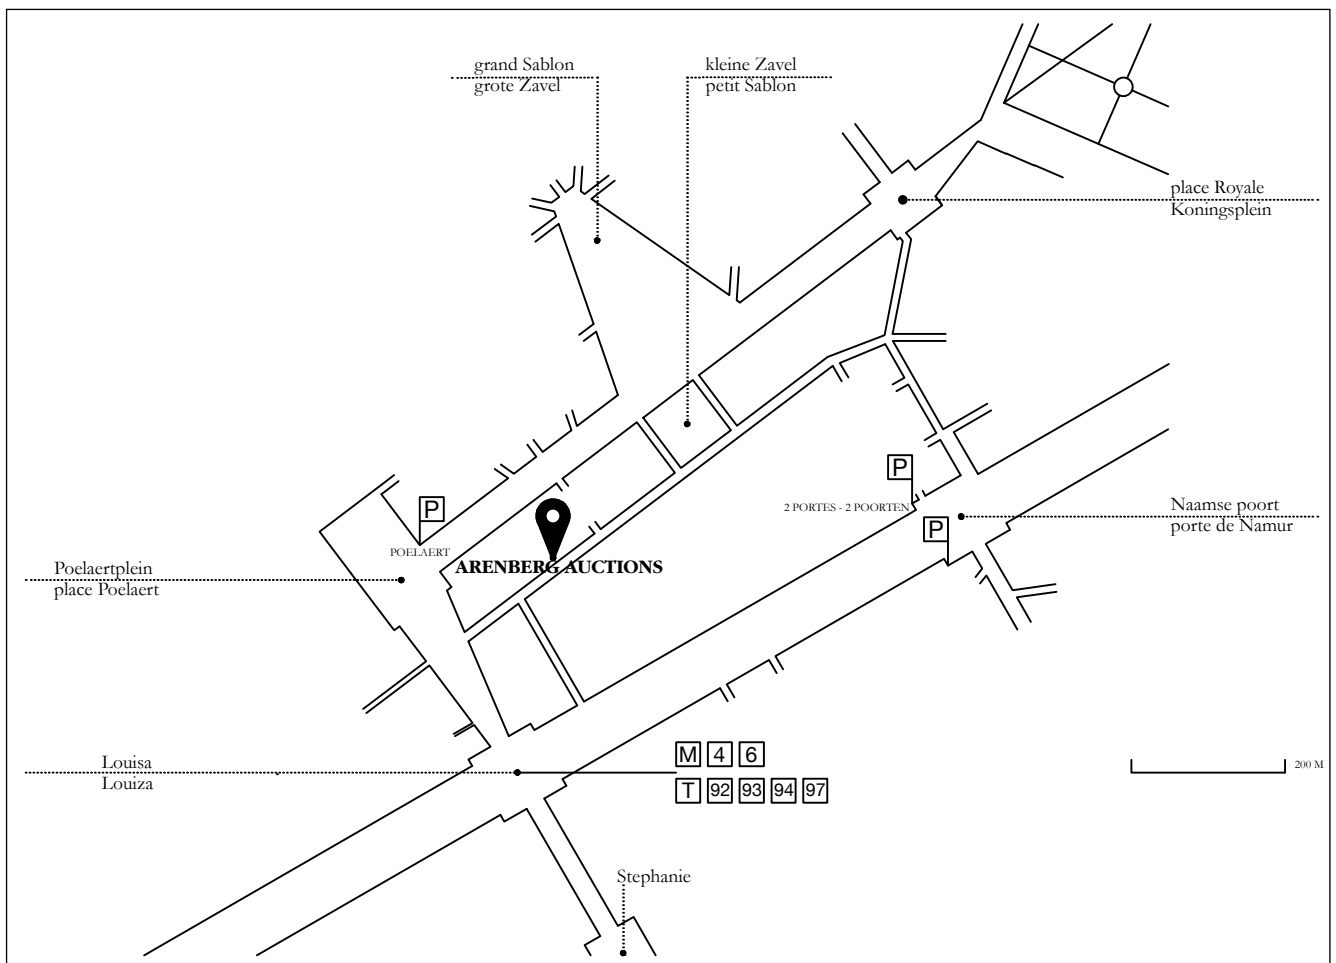 grand Sablon
grote Zavel
kleine Zavel
petit Sablon
place Royale
Koningsplein
P
P
POELAERT
2 PORTES - 2 POORTEN
P
Naamse poort
porte de Namur
ARENBERG AUCTIONS
Poelaertplein
place Poelaert
Louisa
Louiza
M 4 6
T 92 93 94 97
200 M
Stephanie